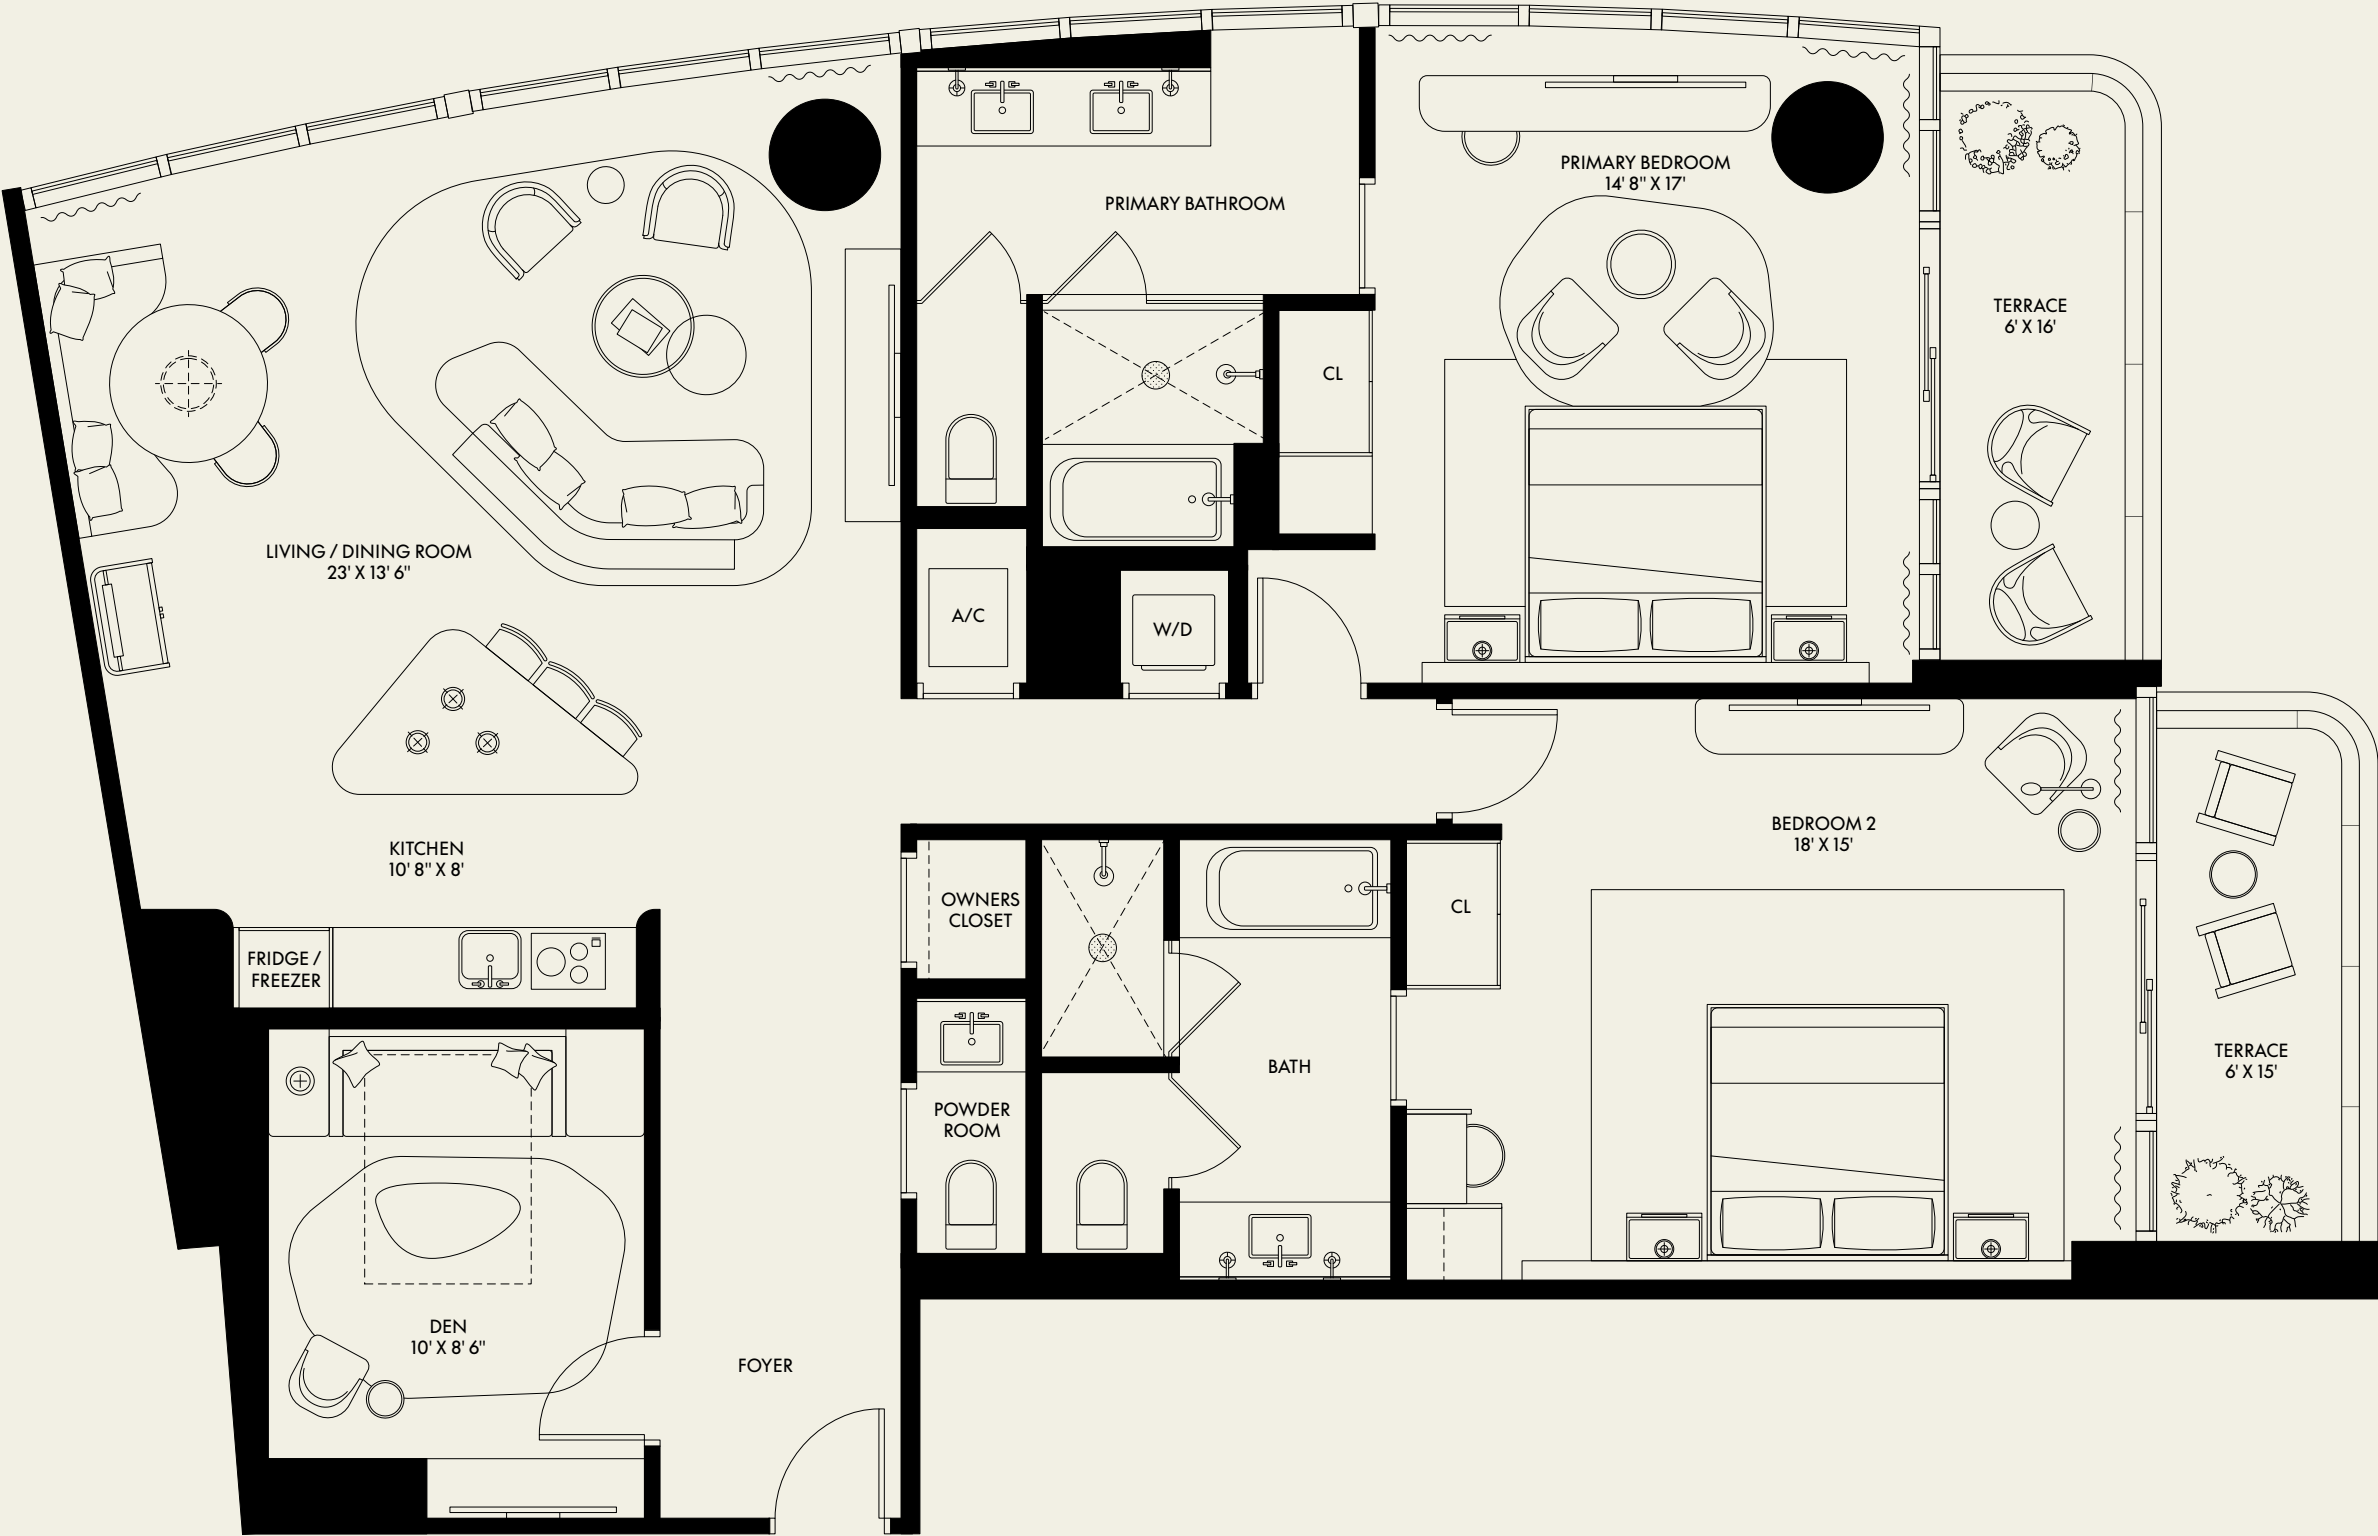 PRIMARY BEDROOM
14' 8" X 17'
PRIMARY BATHROOM
TERRACE
6' X 16'
CL
LIVING / DINING ROOM
23' X 13' 6"
A/C
W/D
BEDROOM 2
18' X 15'
KITCHEN
10' 8" X 8'
OWNERS
CLOSET
CL
FRIDGE /
FREEZER
TERRACE
6' X 15'
BATH
POWDER
ROOM
DEN
10' X 8' 6"
FOYER